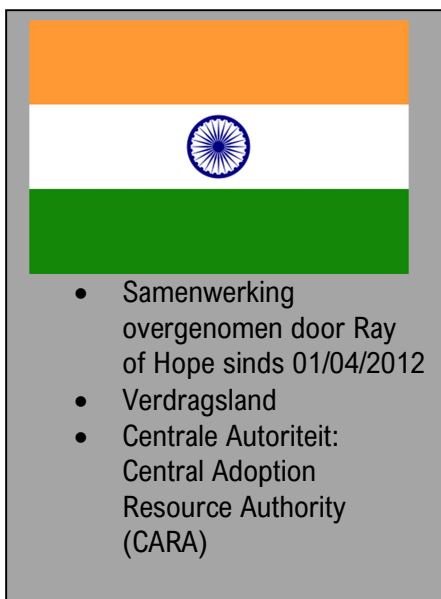 • Samenwerking
overgenomen door Ray
of Hope sinds 01/04/2012
• Verdragsland
• Centrale Autoriteit:
Central Adoption
Resource Authority
(CARA)